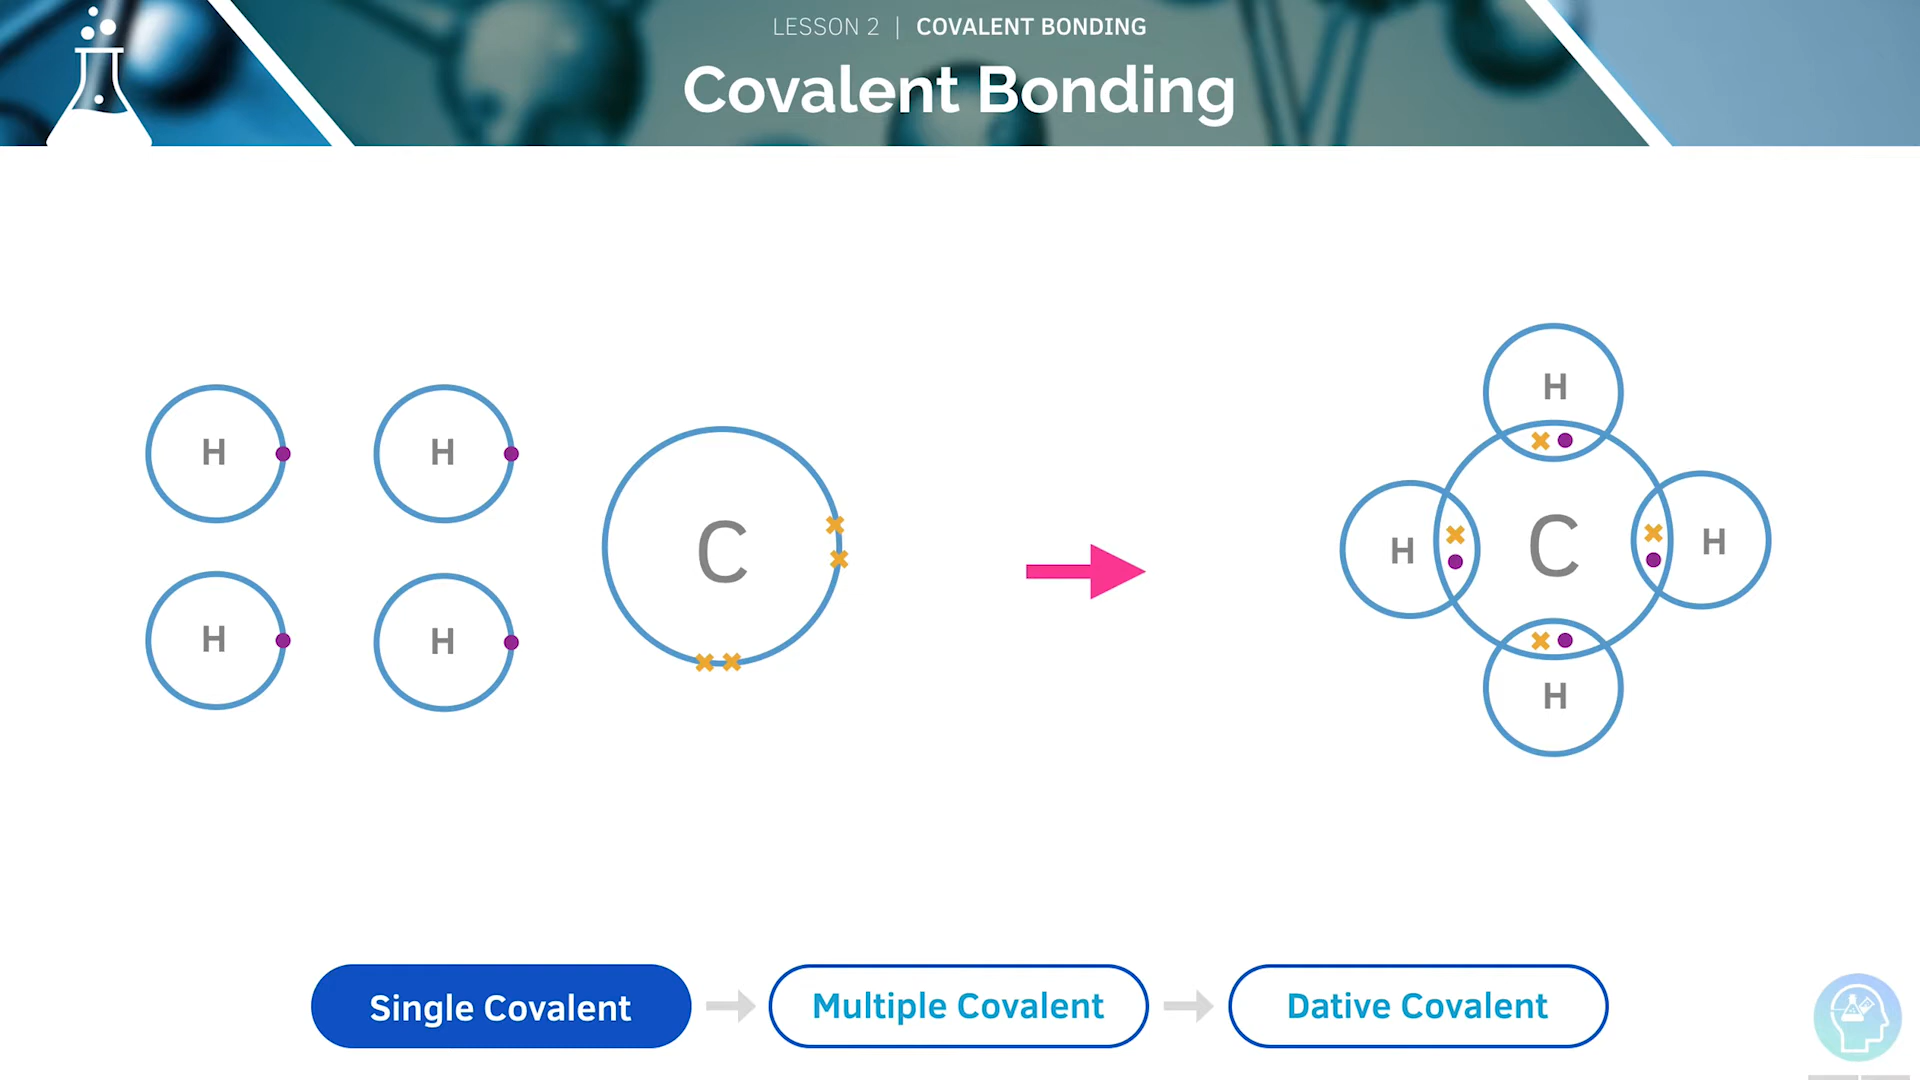 LESSON 2 | COVALENT BONDING
Covalent Bonding
H
H
H
H
C
H
H
C
H
H
Single Covalent
Multiple Covalent
Dative Covalent